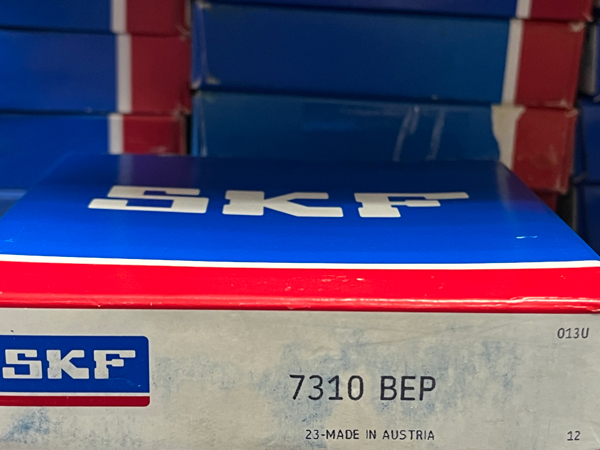 SKF
013U
SKF
7310 BEP
23-MADE IN AUSTRIA
12